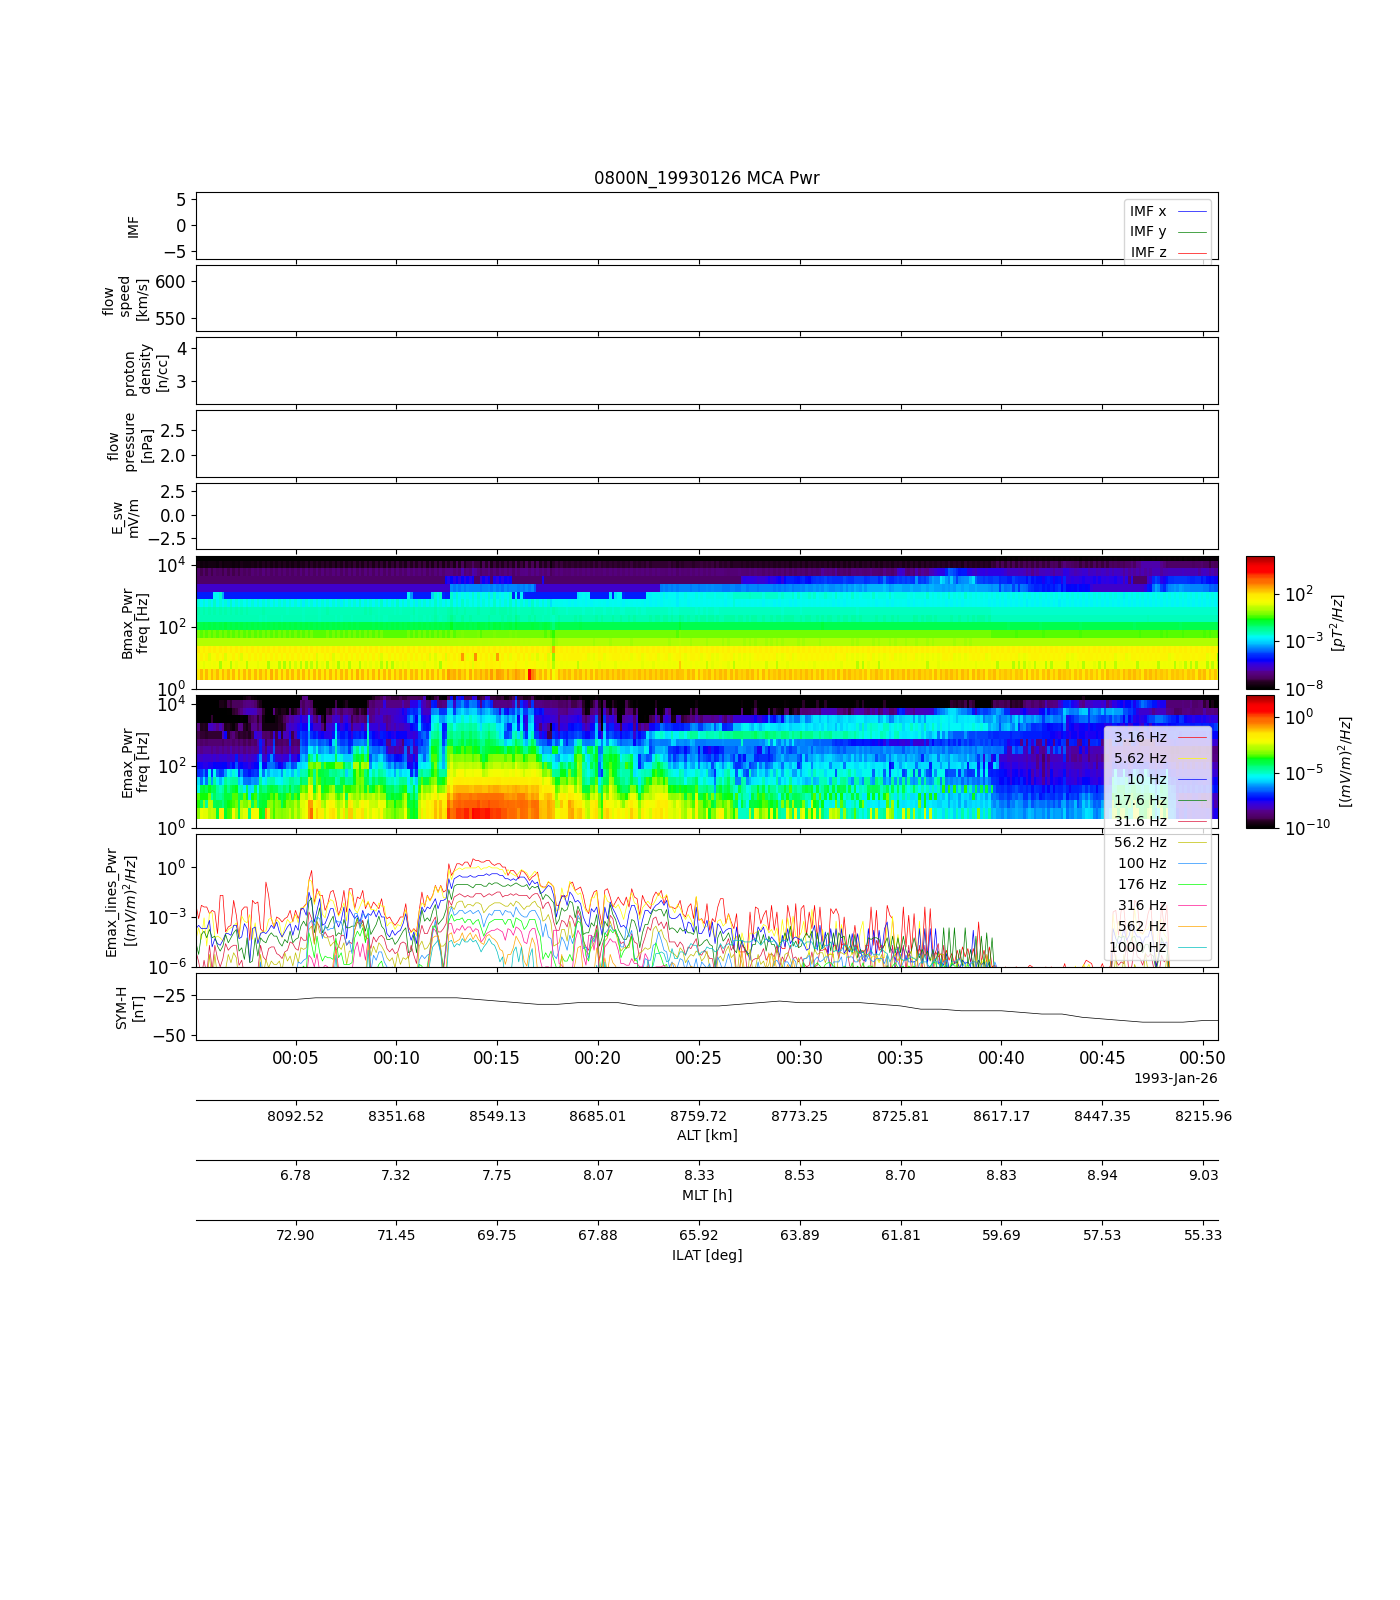 0800N_19930126 MCA Pwr
IMF
5
0
−5
IMF x
IMF y
IMF z
flow
speed
[km/s]
600
550
proton
density
[n/cc]
4
3
flow
pressure
[nPa]
2.5
2.0
E_sw
mV/m
2.5
0.0
−2.5
Bmax_Pwr
freq [Hz]
10^4
10^2
10^0
10^2
10^−3
10^−8
[pT^2/Hz]
Emax_Pwr
freq [Hz]
10^4
10^2
10^0
10^0
10^−5
10^−10
[(mV/m)^2/Hz]
3.16 Hz
5.62 Hz
10 Hz
17.6 Hz
31.6 Hz
56.2 Hz
100 Hz
176 Hz
316 Hz
562 Hz
1000 Hz
Emax_lines_Pwr
[(mV/m)^2/Hz]
10^0
10^−3
10^−6
SYM-H
[nT]
−25
−50
00:05 00:10 00:15 00:20 00:25 00:30 00:35 00:40 00:45 00:50
1993-Jan-26
8092.52 8351.68 8549.13 8685.01 8759.72 8773.25 8725.81 8617.17 8447.35 8215.96
ALT [km]
6.78 7.32 7.75 8.07 8.33 8.53 8.70 8.83 8.94 9.03
MLT [h]
72.90 71.45 69.75 67.88 65.92 63.89 61.81 59.69 57.53 55.33
ILAT [deg]